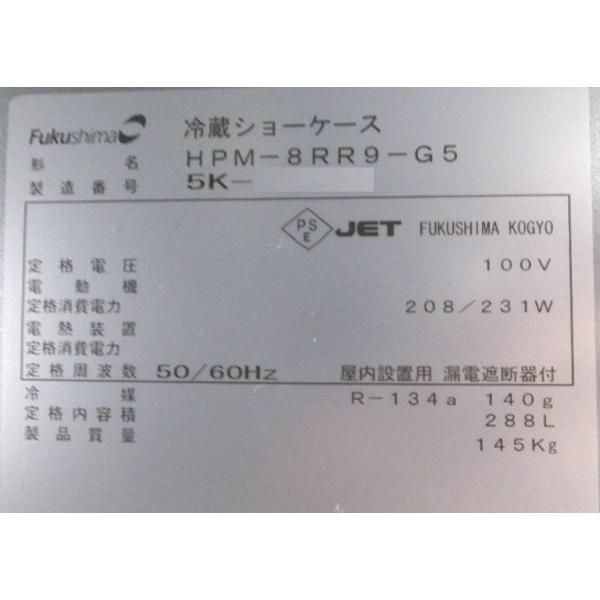 Fukushima 冷蔵ショーケース
形名 HPM-8RR9-G5
製造番号 5K-
PSE JET FUKUSHIMA KOGYO
定格電圧 100V
電動機
定格消費電力 208/231W
電熱装置
定格消費電力
定格周波数 50/60Hz 屋内設置用 漏電遮断器付
冷媒 R-134a 140g
定格内容積 288L
製品質量 145Kg